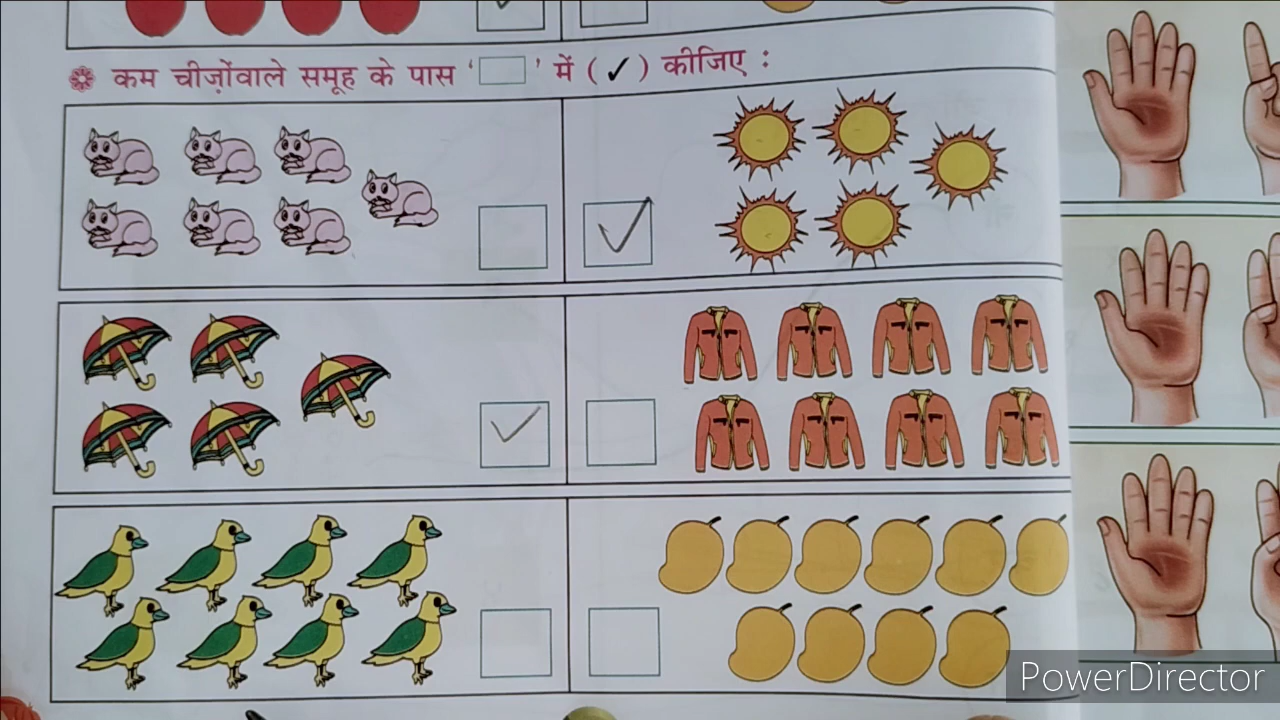 कम चीज़ोंवाले समूह के पास ' ' में ( ✓ ) कीजिए :
PowerDirector